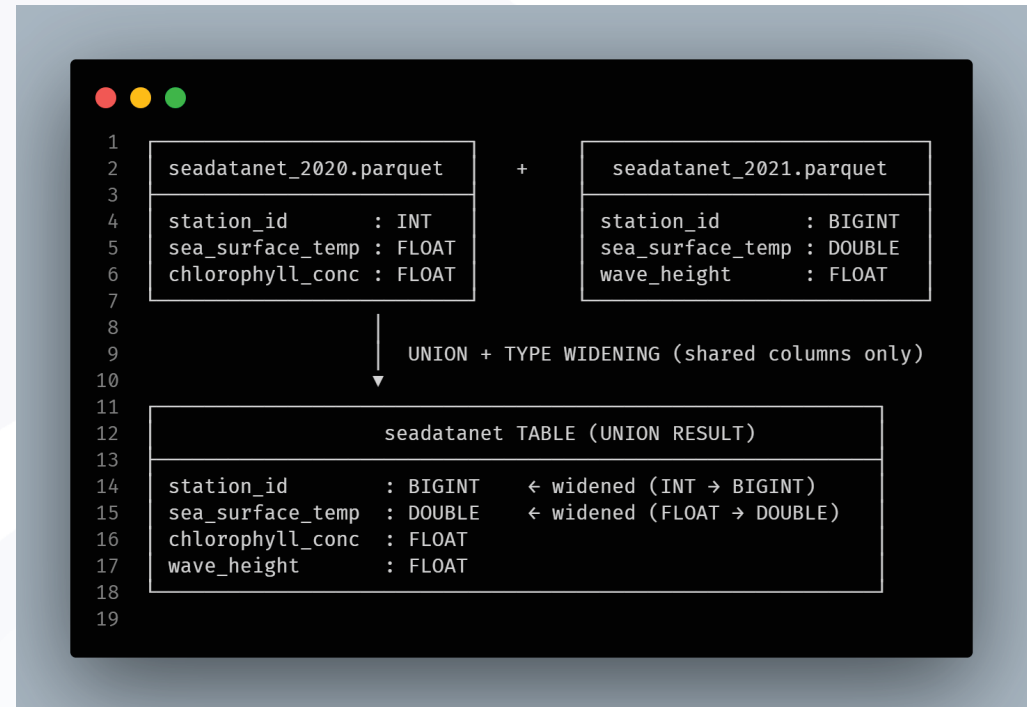 1
2 seadatanet_2020.parquet + seadatanet_2021.parquet
3
4 station_id : INT station_id : BIGINT
5 sea_surface_temp : FLOAT sea_surface_temp : DOUBLE
6 chlorophyll_conc : FLOAT wave_height : FLOAT
7
8
9 UNION + TYPE WIDENING (shared columns only)
10 ▼
11
12 seadatanet TABLE (UNION RESULT)
13
14 station_id : BIGINT ← widened (INT → BIGINT)
15 sea_surface_temp : DOUBLE ← widened (FLOAT → DOUBLE)
16 chlorophyll_conc : FLOAT
17 wave_height : FLOAT
18
19